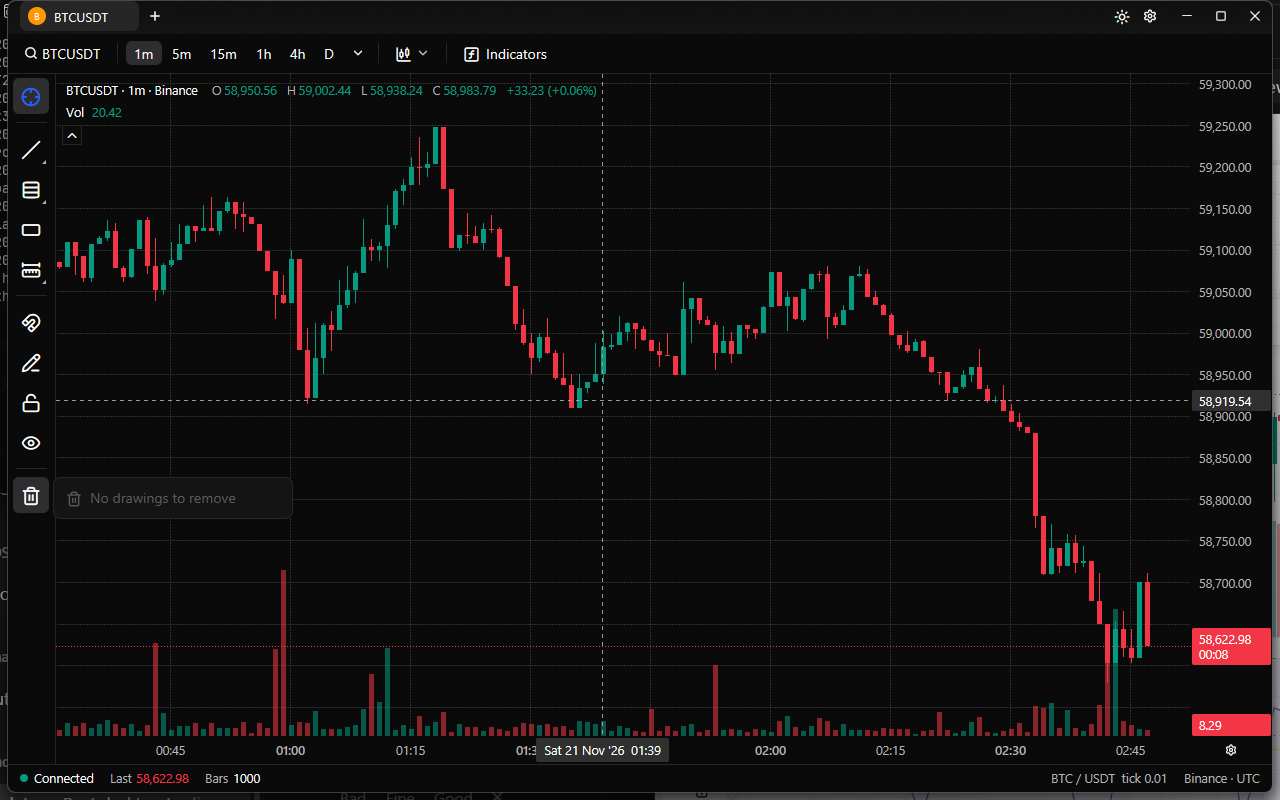 BTCUSDT
BTCUSDT 1m 5m 15m 1h 4h D Indicators
BTCUSDT · 1m · Binance O 58,950.56 H 59,002.44 L 58,938.24 C 58,983.79 +33.23 (+0.06%)
Vol 20.42
59,300.00
59,250.00
59,200.00
59,150.00
59,100.00
59,050.00
59,000.00
58,950.00
58,919.54
58,900.00
58,850.00
58,800.00
58,750.00
58,700.00
58,622.98
00:08
8.29
No drawings to remove
00:45 01:00 01:15 Sat 21 Nov '26 01:39 02:00 02:15 02:30 02:45
Connected Last 58,622.98 Bars 1000 BTC / USDT tick 0.01 Binance · UTC